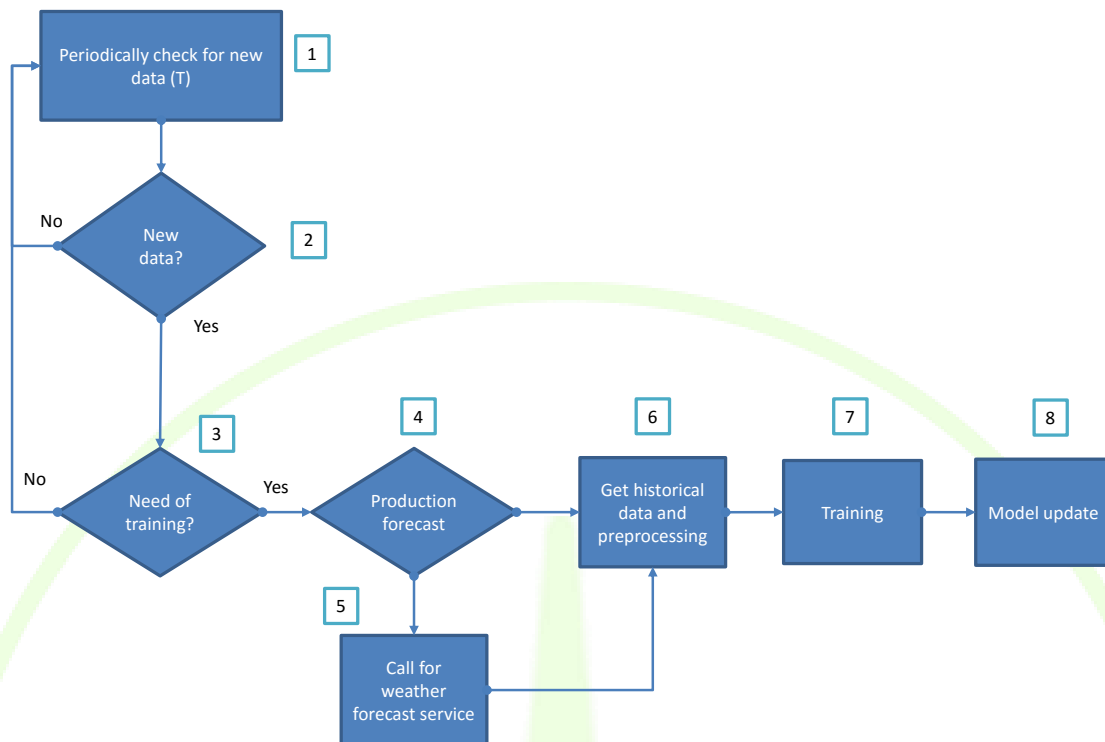 Periodically check for new
data (T)
1
New
data?
2
No
Yes
3
Need of
training?
No
Yes
4
Production
forecast
5
Call for
weather
forecast service
6
Get historical
data and
preprocessing
7
Training
8
Model update